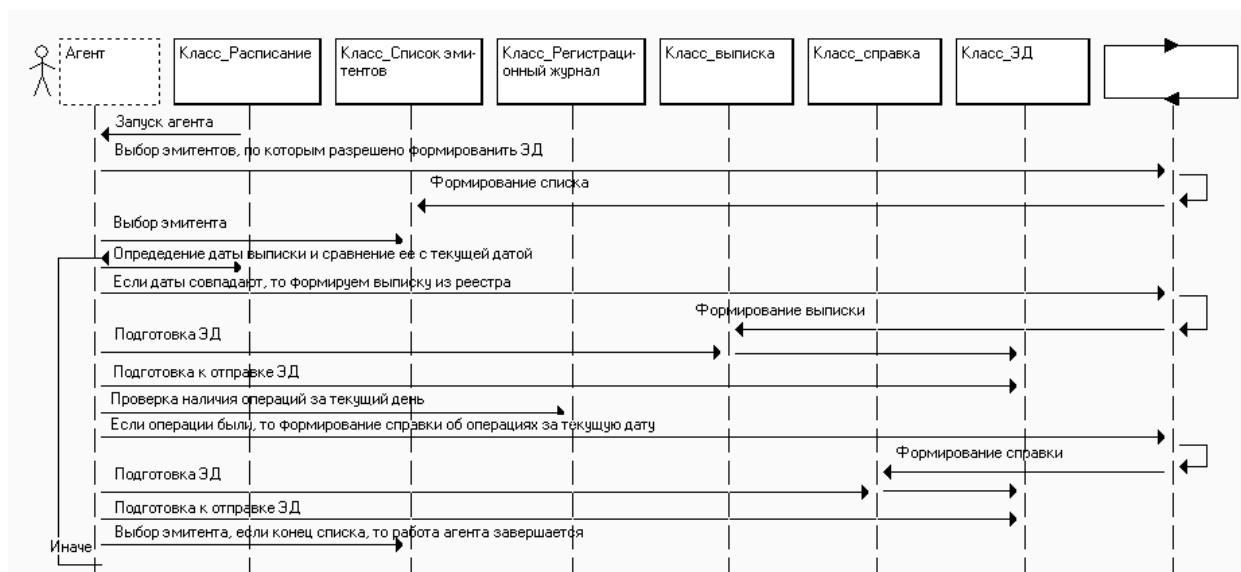 Агент
Класс_Расписание
Класс_Список эми-
тентов
Класс_Регистраци-
онный журнал
Класс_выписка
Класс_справка
Класс_ЭД
Запуск агента
Выбор эмитентов, по которым разрешено формированить ЭД
Формирование списка
Выбор эмитента
Опредедение даты выписки и сравнение ее с текущей датой
Если даты совпадают, то формируем выписку из реестра
Формирование выписки
Подготовка ЭД
Подготовка к отправке ЭД
Проверка наличия операций за текущий день
Если операции были, то формирование справки об операциях за текущую дату
Формирование справки
Подготовка ЭД
Подготовка к отправке ЭД
Выбор эмитента, если конец списка, то работа агента завершается
Иначе